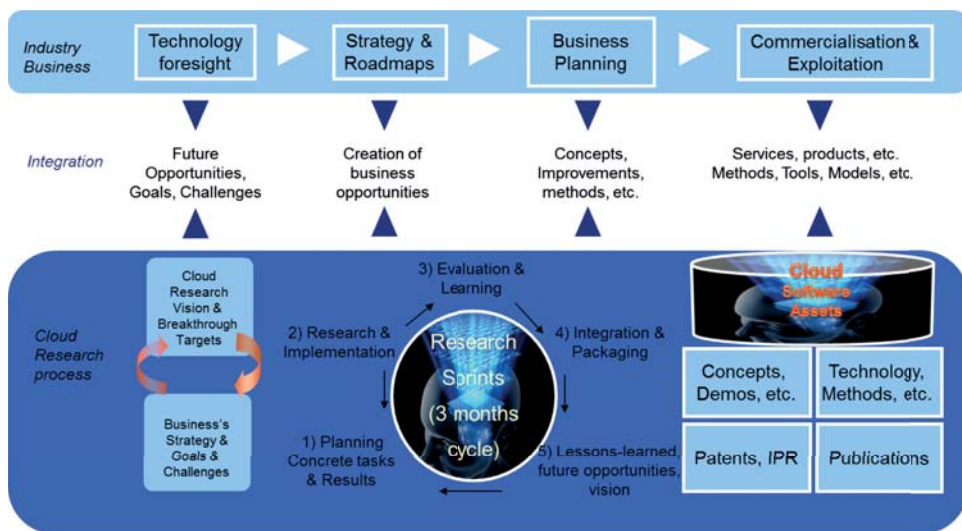 Industry
Business
Technology
foresight
Strategy &
Roadmaps
Business
Planning
Commercialisation &
Exploitation
Integration
Future
Opportunities,
Goals, Challenges
Creation of
business
opportunities
Concepts,
Improvements,
methods, etc.
Services, products, etc.
Methods, Tools, Models, etc.
Cloud
Research
process
Cloud
Research
Vision &
Breakthrough
Targets
Business's
Strategy &
Goals &
Challenges
3) Evaluation &
Learning
2) Research &
Implementation
4) Integration &
Packaging
1) Planning
Concrete tasks
& Results
5) Lessons-learned,
future opportunities,
vision
Research
Sprints
(3 months
cycle)
Cloud
Software
Assets
Concepts,
Demos, etc.
Technology,
Methods, etc.
Patents, IPR
Publications